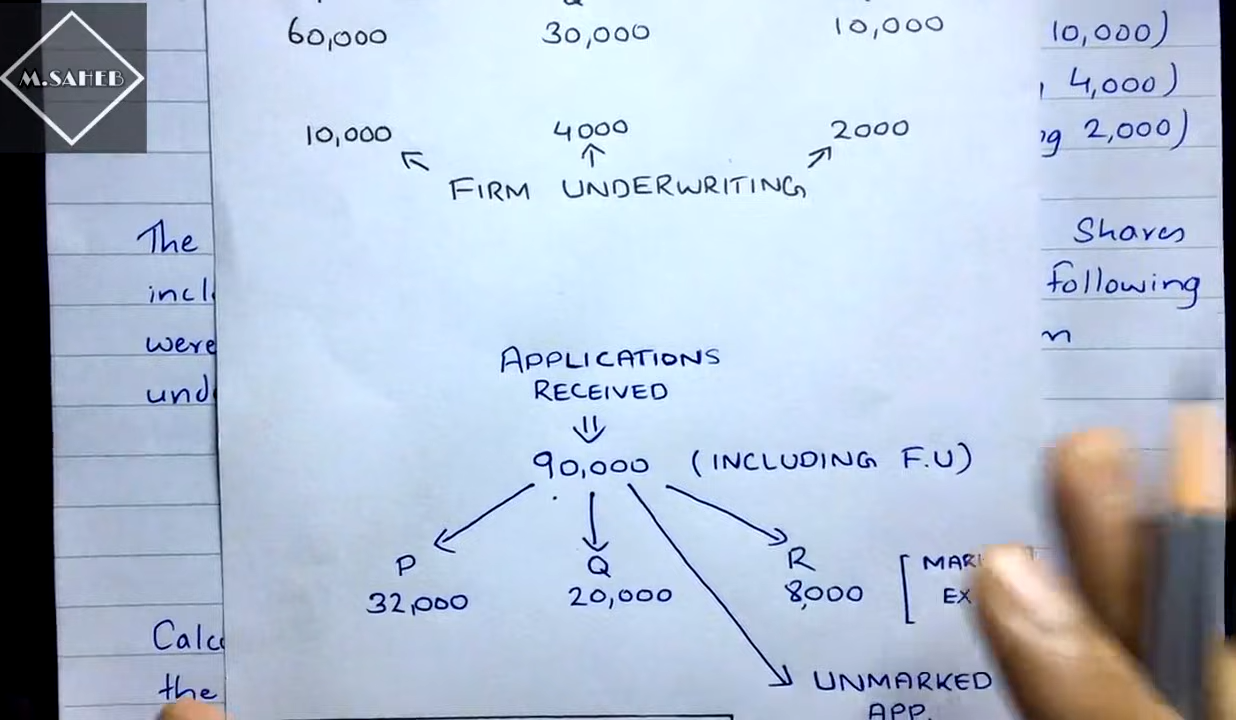 M.SAHEB
60,000 30,000 10,000 10,000)
10,000 4000 2000 4,000)
2,000)
FIRM UNDERWRITING
The Shares
following
were
APPLICATIONS
RECEIVED
90,000 (INCLUDING F.U)
P Q R
32,000 20,000 8,000
EX
the UNMARKED
APP.